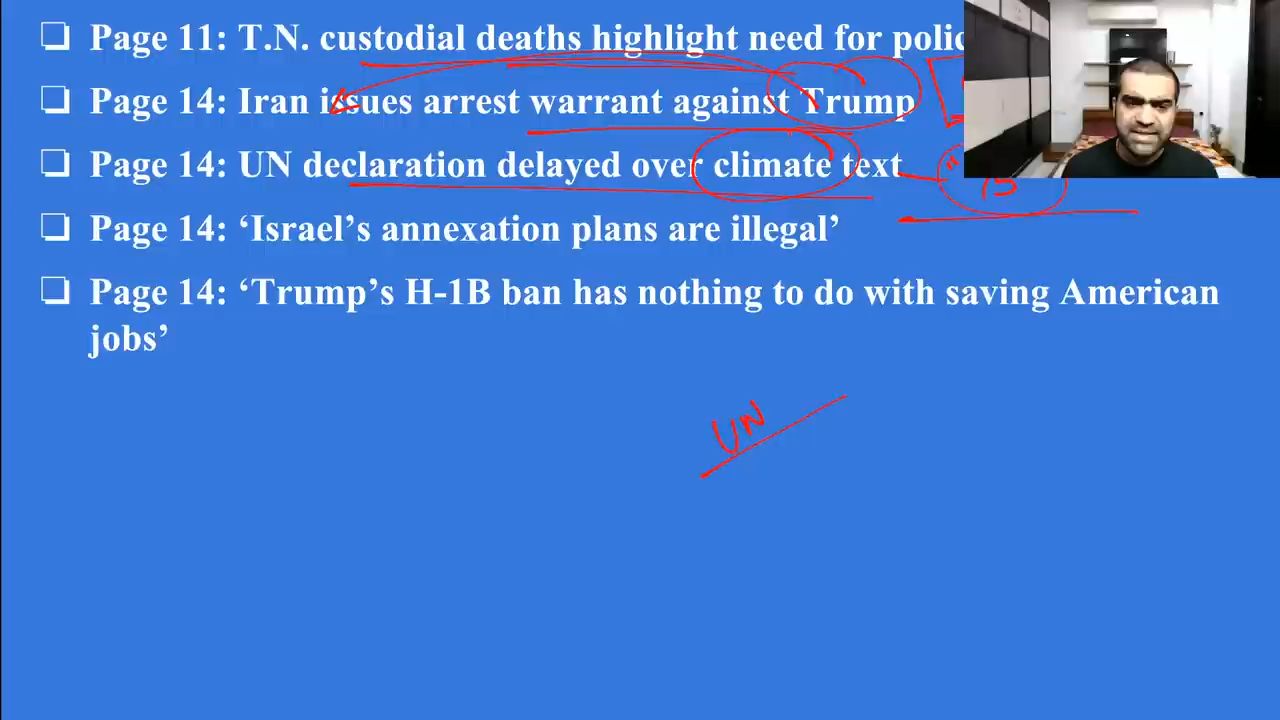 Page 11: T.N. custodial deaths highlight need for polic
Page 14: Iran issues arrest warrant against Trump
Page 14: UN declaration delayed over climate text
Page 14: ‘Israel’s annexation plans are illegal’
Page 14: ‘Trump’s H-1B ban has nothing to do with saving American
jobs’
UN